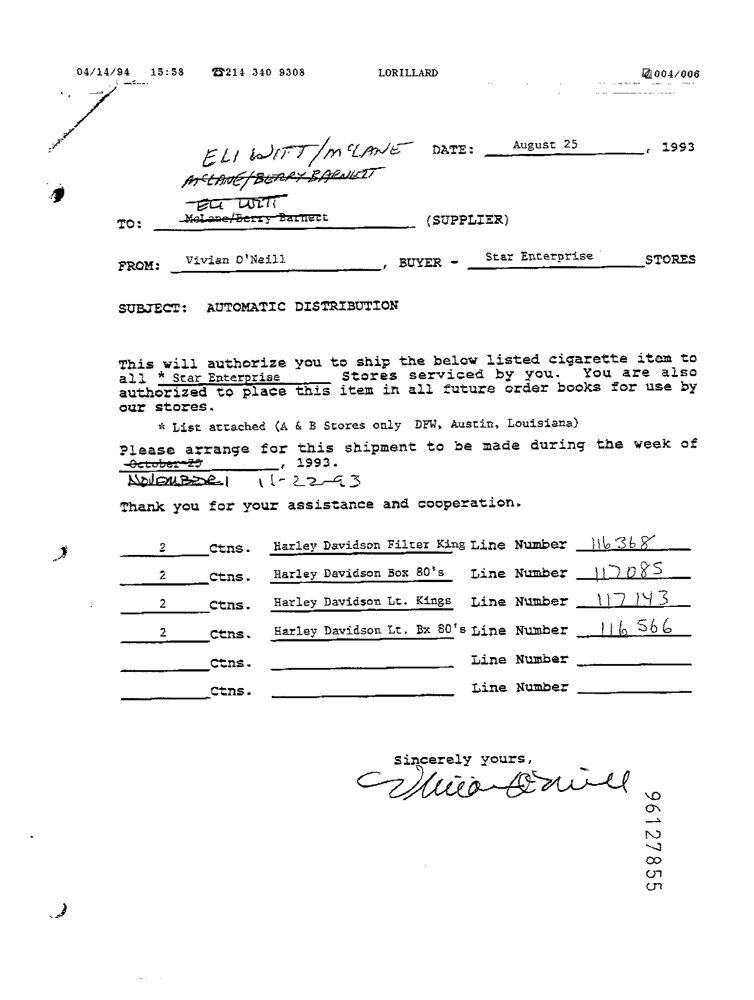 04/14/94 15:58 ☎214 340 9308 LORILLARD 004/006
ELI WITT/McLANE DATE: August 25, 1993
McLANE/BERRY BARNETT
ELI WITT
TO: McLane/Berry Barnett (SUPPLIER)
FROM: Vivian O'Neill, BUYER - Star Enterprise STORES
SUBJECT: AUTOMATIC DISTRIBUTION
This will authorize you to ship the below listed cigarette item to
all * Star Enterprise Stores serviced by you. You are also
authorized to place this item in all future order books for use by
our stores.
* List attached (A & B Stores only DFW, Austin, Louisiana)
Please arrange for this shipment to be made during the week of
October 25, 1993.
NOVEMBER 1 11-22-93
Thank you for your assistance and cooperation.
2 Ctns. Harley Davidson Filter King Line Number 116368
2 Ctns. Harley Davidson Box 80's Line Number 117085
2 Ctns. Harley Davidson Lt. Kings Line Number 117143
2 Ctns. Harley Davidson Lt. Bx 80's Line Number 116566
Ctns. Line Number
Ctns. Line Number
Sincerely yours,
Vivian O'Neill
96127855